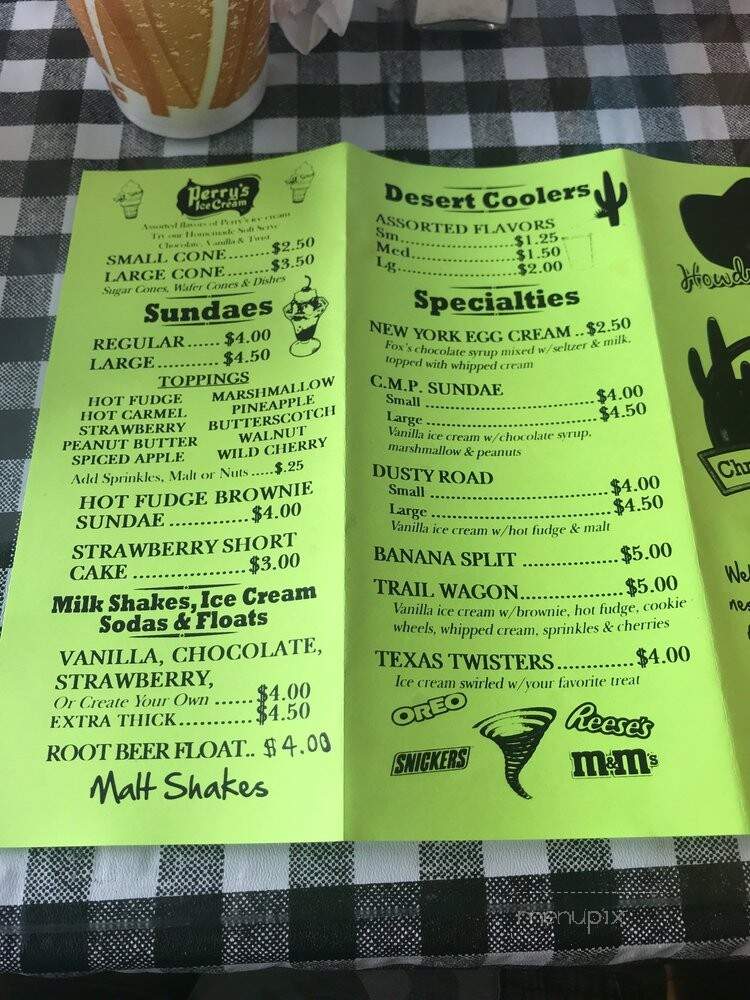 Perry's
Ice Cream
Assorted flavors of Perry's ice cream
Try our Homemade Soft Serve
Chocolate, Vanilla & Twist
SMALL CONE.......$2.50
LARGE CONE.......$3.50
Sugar Cones, Wafer Cones & Dishes
Sundaes
REGULAR.....$4.00
LARGE...........$4.50
TOPPINGS
HOT FUDGE MARSHMALLOW
HOT CARMEL PINEAPPLE
STRAWBERRY BUTTERSCOTCH
PEANUT BUTTER WALNUT
SPICED APPLE WILD CHERRY
Add Sprinkles, Malt or Nuts.....$.25
HOT FUDGE BROWNIE
SUNDAE............$4.00
STRAWBERRY SHORT
CAKE.................$3.00
Milk Shakes, Ice Cream
Sodas & Floats
VANILLA, CHOCOLATE,
STRAWBERRY,
Or Create Your Own......$4.00
EXTRA THICK...........$4.50
ROOT BEER FLOAT..$4.00
Malt Shakes
Desert Coolers
ASSORTED FLAVORS
Sm....................$1.25
Med..................$1.50
Lg.....................$2.00
Specialties
NEW YORK EGG CREAM..$2.50
Fox's chocolate syrup mixed w/seltzer & milk,
topped with whipped cream
C.M.P. SUNDAE
Small ...............................$4.00
Large ...............................$4.50
Vanilla ice cream w/chocolate syrup,
marshmallow & peanuts
DUSTY ROAD
Small ...............................$4.00
Large ...............................$4.50
Vanilla ice cream w/hot fudge & malt
BANANA SPLIT ................$5.00
TRAIL WAGON................$5.00
Vanilla ice cream w/brownie, hot fudge, cookie
wheels, whipped cream, sprinkles & cherries
TEXAS TWISTERS............$4.00
Ice cream swirled w/your favorite treat
OREO
Reese's
SNICKERS
m&m's
Howd
Chr
menupix